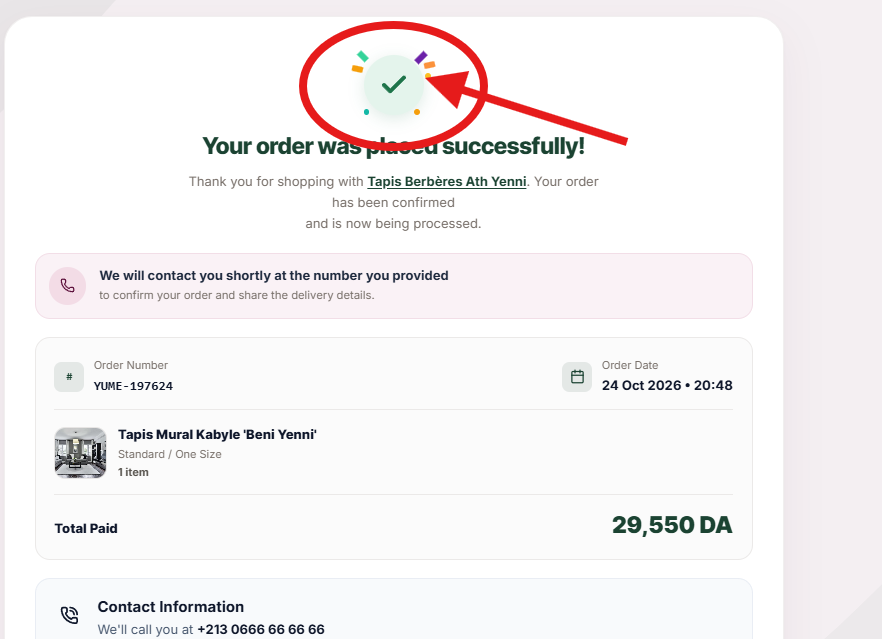 Your order was placed successfully!
Thank you for shopping with Tapis Berbères Ath Yenni. Your order
has been confirmed
and is now being processed.
We will contact you shortly at the number you provided
to confirm your order and share the delivery details.
#
Order Number
YUME-197624
Order Date
24 Oct 2026 • 20:48
Tapis Mural Kabyle 'Beni Yenni'
Standard / One Size
1 item
Total Paid
29,550 DA
Contact Information
We'll call you at +213 0666 66 66 66